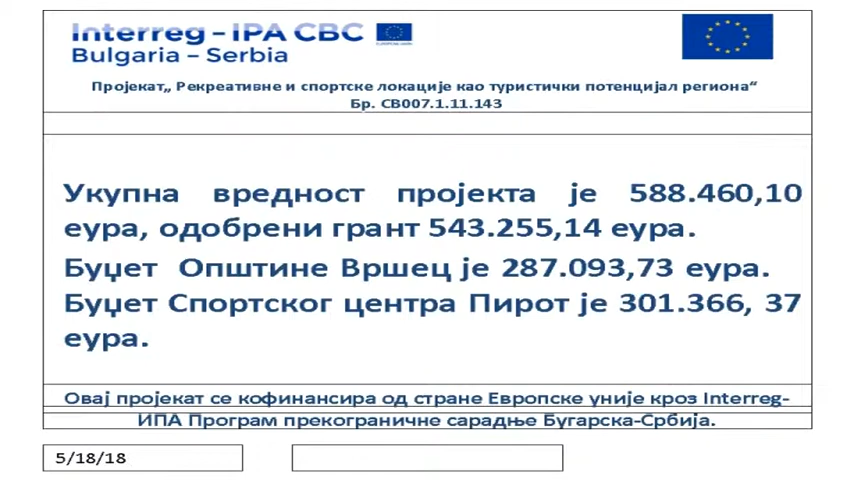 Interreg - IPA CBC
Bulgaria - Serbia
Пројекат„ Рекреативне и спортске локације као туристички потенцијал региона“
Бр. CB007.1.11.143
Укупна вредност пројекта је 588.460,10
еура, одобрени грант 543.255,14 еура.
Буџет Општине Вршец је 287.093,73 еура.
Буџет Спортског центра Пирот је 301.366, 37
еура.
Овај пројекат се кофинансира од стране Европске уније кроз Interreg-
ИПА Програм прекограничне сарадње Бугарска-Србија.
5/18/18